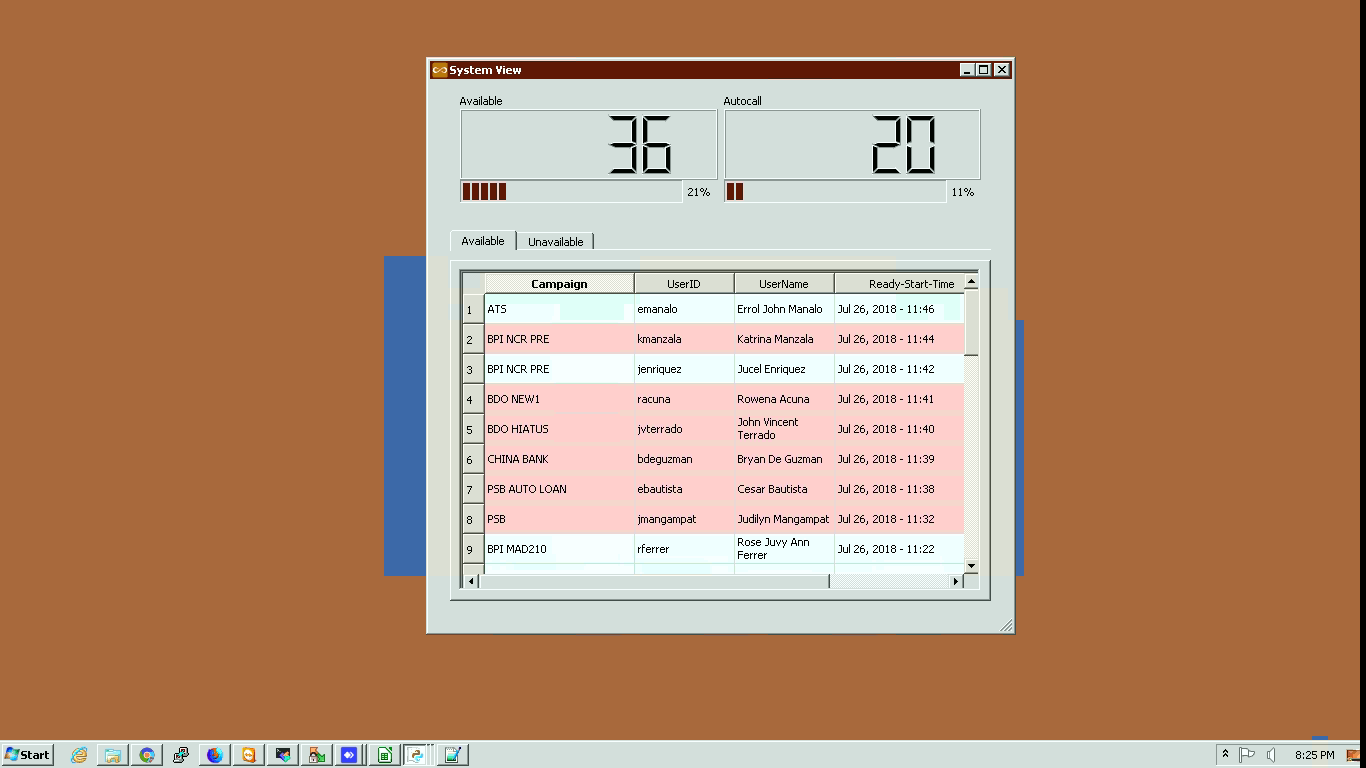 System View
Available
Autocall
36
20
21%
11%
Available
Unavailable
Campaign UserID UserName Ready-Start-Time
1 ATS emanalo Errol John Manalo Jul 26, 2018 - 11:46
2 BPI NCR PRE kmanzala Katrina Manzala Jul 26, 2018 - 11:44
3 BPI NCR PRE jenriquez Jucel Enriquez Jul 26, 2018 - 11:42
4 BDO NEW1 racuna Rowena Acuna Jul 26, 2018 - 11:41
5 BDO HIATUS jvterrado John Vincent Jul 26, 2018 - 11:40
Terrado
6 CHINA BANK bdeguzman Bryan De Guzman Jul 26, 2018 - 11:39
7 PSB AUTO LOAN ebautista Cesar Bautista Jul 26, 2018 - 11:38
8 PSB jmangampat Judilyn Mangampat Jul 26, 2018 - 11:32
9 BPI MAD210 rferrer Rose Juvy Ann Jul 26, 2018 - 11:22
Ferrer
Start
8:25 PM